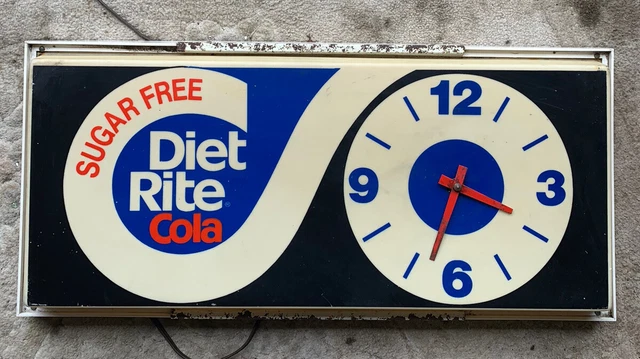 SUGAR FREE
Diet
Rite
Cola
12
9
3
6